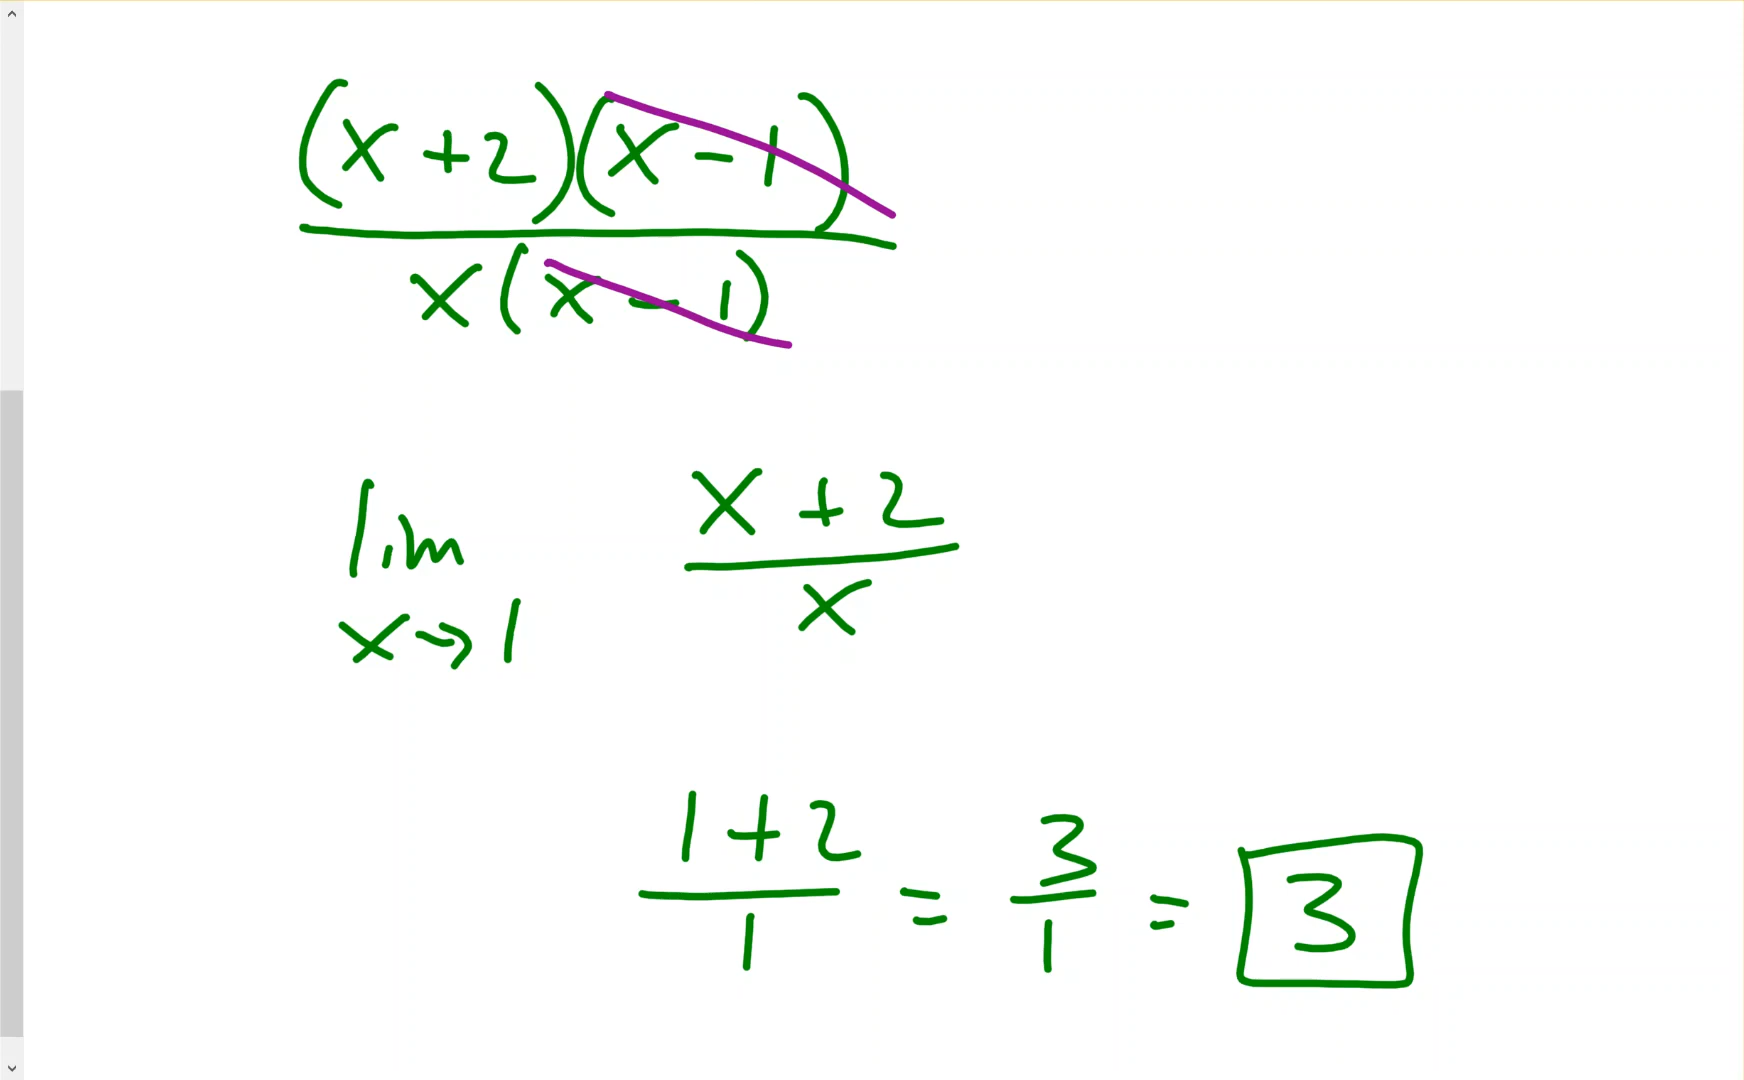 (x + 2)(x - 1)
x(x - 1)
lim x + 2
x→1 x
1 + 2 = 3 = 3
1 1